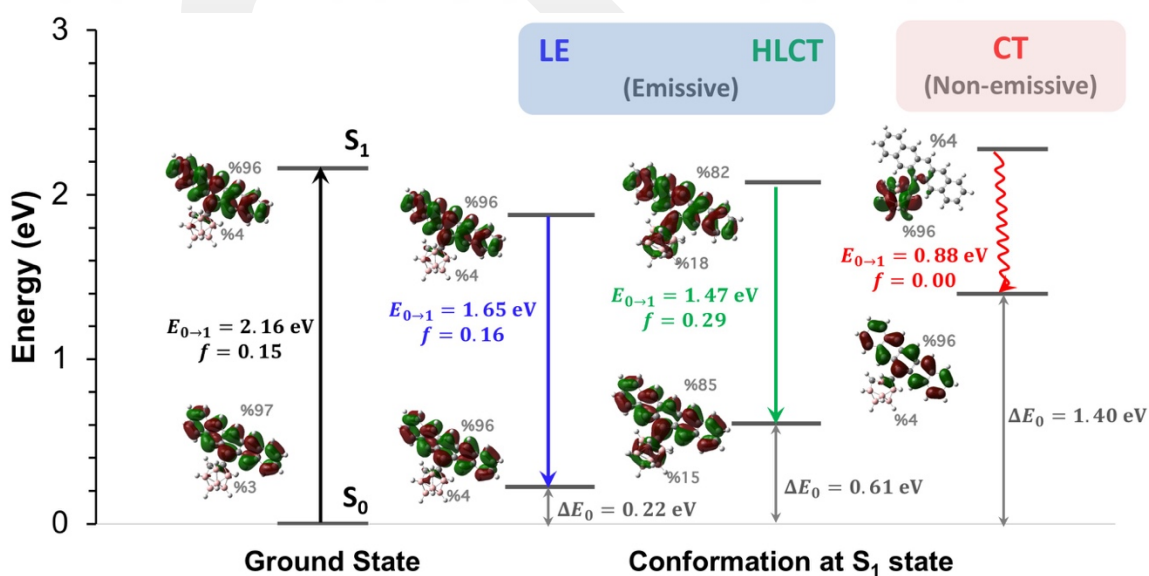 3
2
1
0
Energy (eV)
LE
HLCT
(Emissive)
CT
(Non-emissive)
S₁
%96
%4
E₀→₁ = 2.16 eV
f = 0.15
%97
%3
S₀
Ground State
%96
%4
E₀→₁ = 1.65 eV
f = 0.16
%96
%4
ΔE₀ = 0.22 eV
%82
%18
E₀→₁ = 1.47 eV
f = 0.29
%85
%15
ΔE₀ = 0.61 eV
%4
%96
E₀→₁ = 0.88 eV
f = 0.00
%96
%4
ΔE₀ = 1.40 eV
Conformation at S₁ state